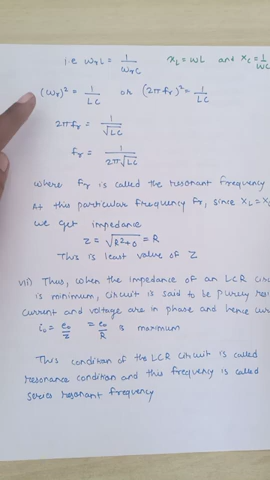 i.e ωrL = 1/ωrC   XL = ωL and XC = 1/ωC
(ωr)² = 1/LC or (2πfr)² = 1/LC
2πfr = 1/√LC
fr = 1/2π√LC
where Fr is called the resonant frequency
At this particular frequency fr, since XL = X
we get impedance
Z = √R²+0 = R
This is least value of Z
vii) Thus, when the impedance of an LCR
is minimum, circuit is said to be purely
current and voltage are in phase and hence
i₀ = e₀/Z = e₀/R is maximum
This condition of the LCR circuit is called
resonance condition and this frequency is called
series resonant frequency